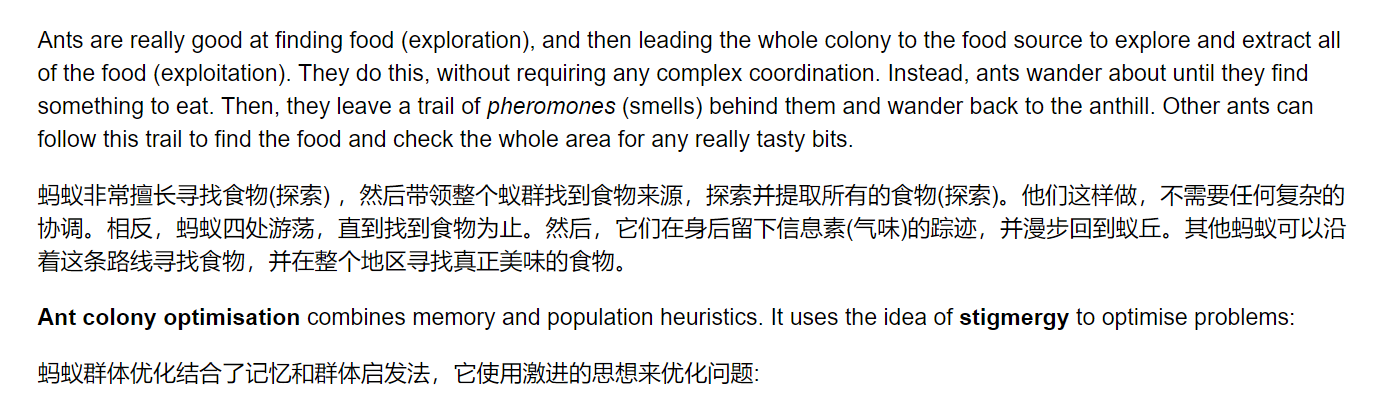 Ants are really good at finding food (exploration), and then leading the whole colony to the food source to explore and extract all
of the food (exploitation). They do this, without requiring any complex coordination. Instead, ants wander about until they find
something to eat. Then, they leave a trail of pheromones (smells) behind them and wander back to the anthill. Other ants can
follow this trail to find the food and check the whole area for any really tasty bits.
蚂蚁非常擅长寻找食物(探索) ，然后带领整个蚁群找到食物来源，探索并提取所有的食物(探索)。他们这样做，不需要任何复杂的
协调。相反，蚂蚁四处游荡，直到找到食物为止。然后，它们在身后留下信息素(气味)的踪迹，并漫步回到蚁丘。其他蚂蚁可以沿
着这条路线寻找食物，并在整个地区寻找真正美味的食物。
Ant colony optimisation combines memory and population heuristics. It uses the idea of stigmergy to optimise problems:
蚂蚁群体优化结合了记忆和群体启发法，它使用激进的思想来优化问题: